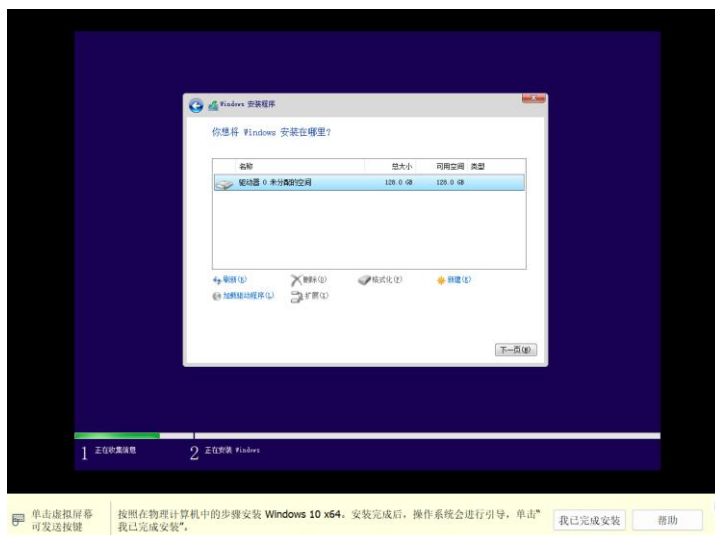 Windows 安装程序
你想将 Windows 安装在哪里?
名称 总大小 可用空间 类型
驱动器 0 未分配的空间 128.0 GB 128.0 GB
刷新(R) 删除(D) 格式化(F) 新建(E)
加载驱动程序(L) 扩展(X)
下一页(N)
1 正在收集信息 2 正在安装 Windows
单击虚拟屏幕
可发送按键
按照在物理计算机中的步骤安装 Windows 10 x64。安装完成后,操作系统会进行引导,单击“
我已完成安装”。
我已完成安装
帮助